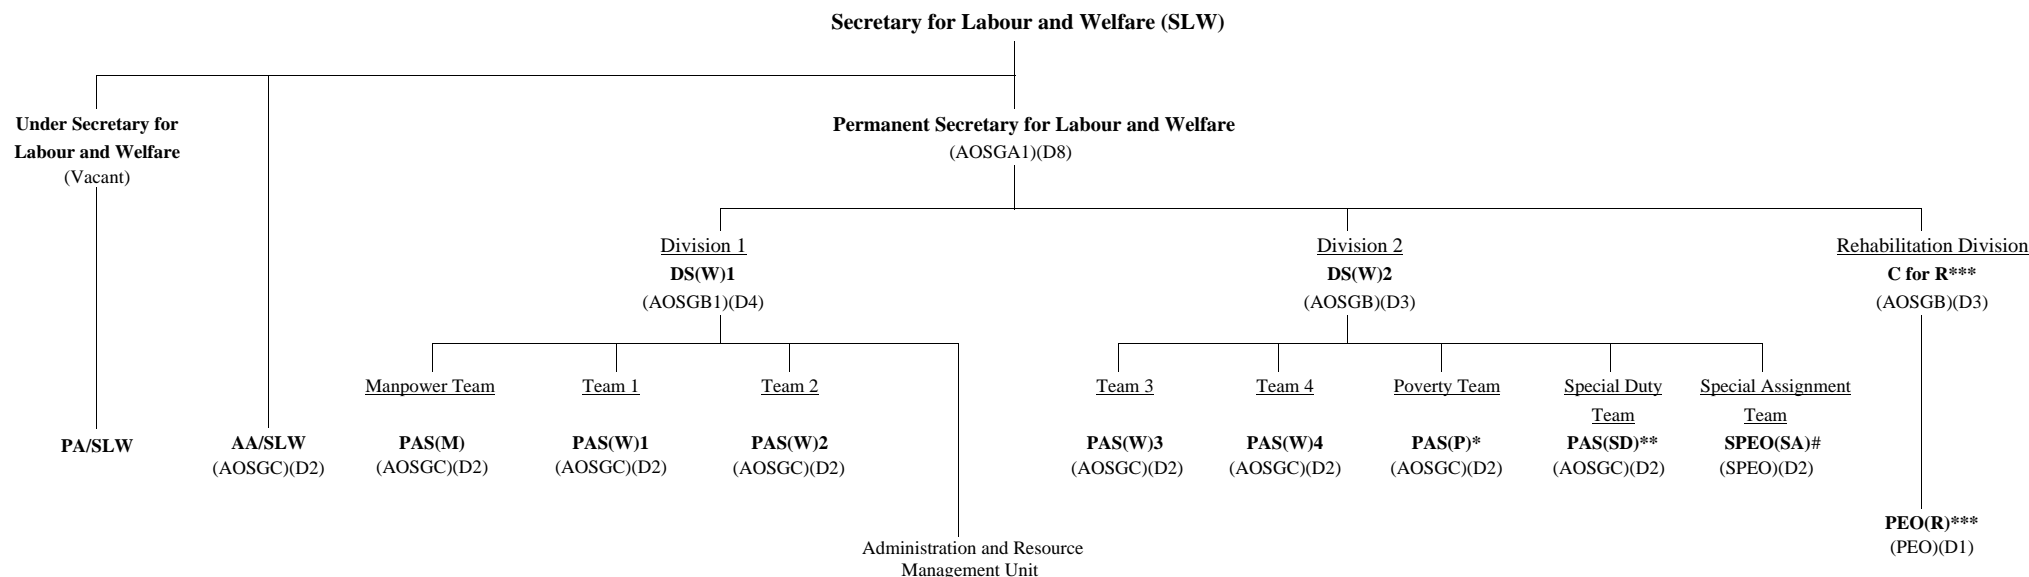 Secretary for Labour and Welfare (SLW)
Under Secretary for
Labour and Welfare
(Vacant)
Permanent Secretary for Labour and Welfare
(AOSGA1)(D8)
Division 1
DS(W)1
(AOSGB1)(D4)
Division 2
DS(W)2
(AOSGB)(D3)
Rehabilitation Division
C for R***
(AOSGB)(D3)
PA/SLW
AA/SLW
(AOSGC)(D2)
Manpower Team
PAS(M)
(AOSGC)(D2)
Team 1
PAS(W)1
(AOSGC)(D2)
Team 2
PAS(W)2
(AOSGC)(D2)
Administration and Resource
Management Unit
Team 3
PAS(W)3
(AOSGC)(D2)
Team 4
PAS(W)4
(AOSGC)(D2)
Poverty Team
PAS(P)*
(AOSGC)(D2)
Special Duty
Team
PAS(SD)**
(AOSGC)(D2)
Special Assignment
Team
SPEO(SA)#
(SPEO)(D2)
PEO(R)***
(PEO)(D1)